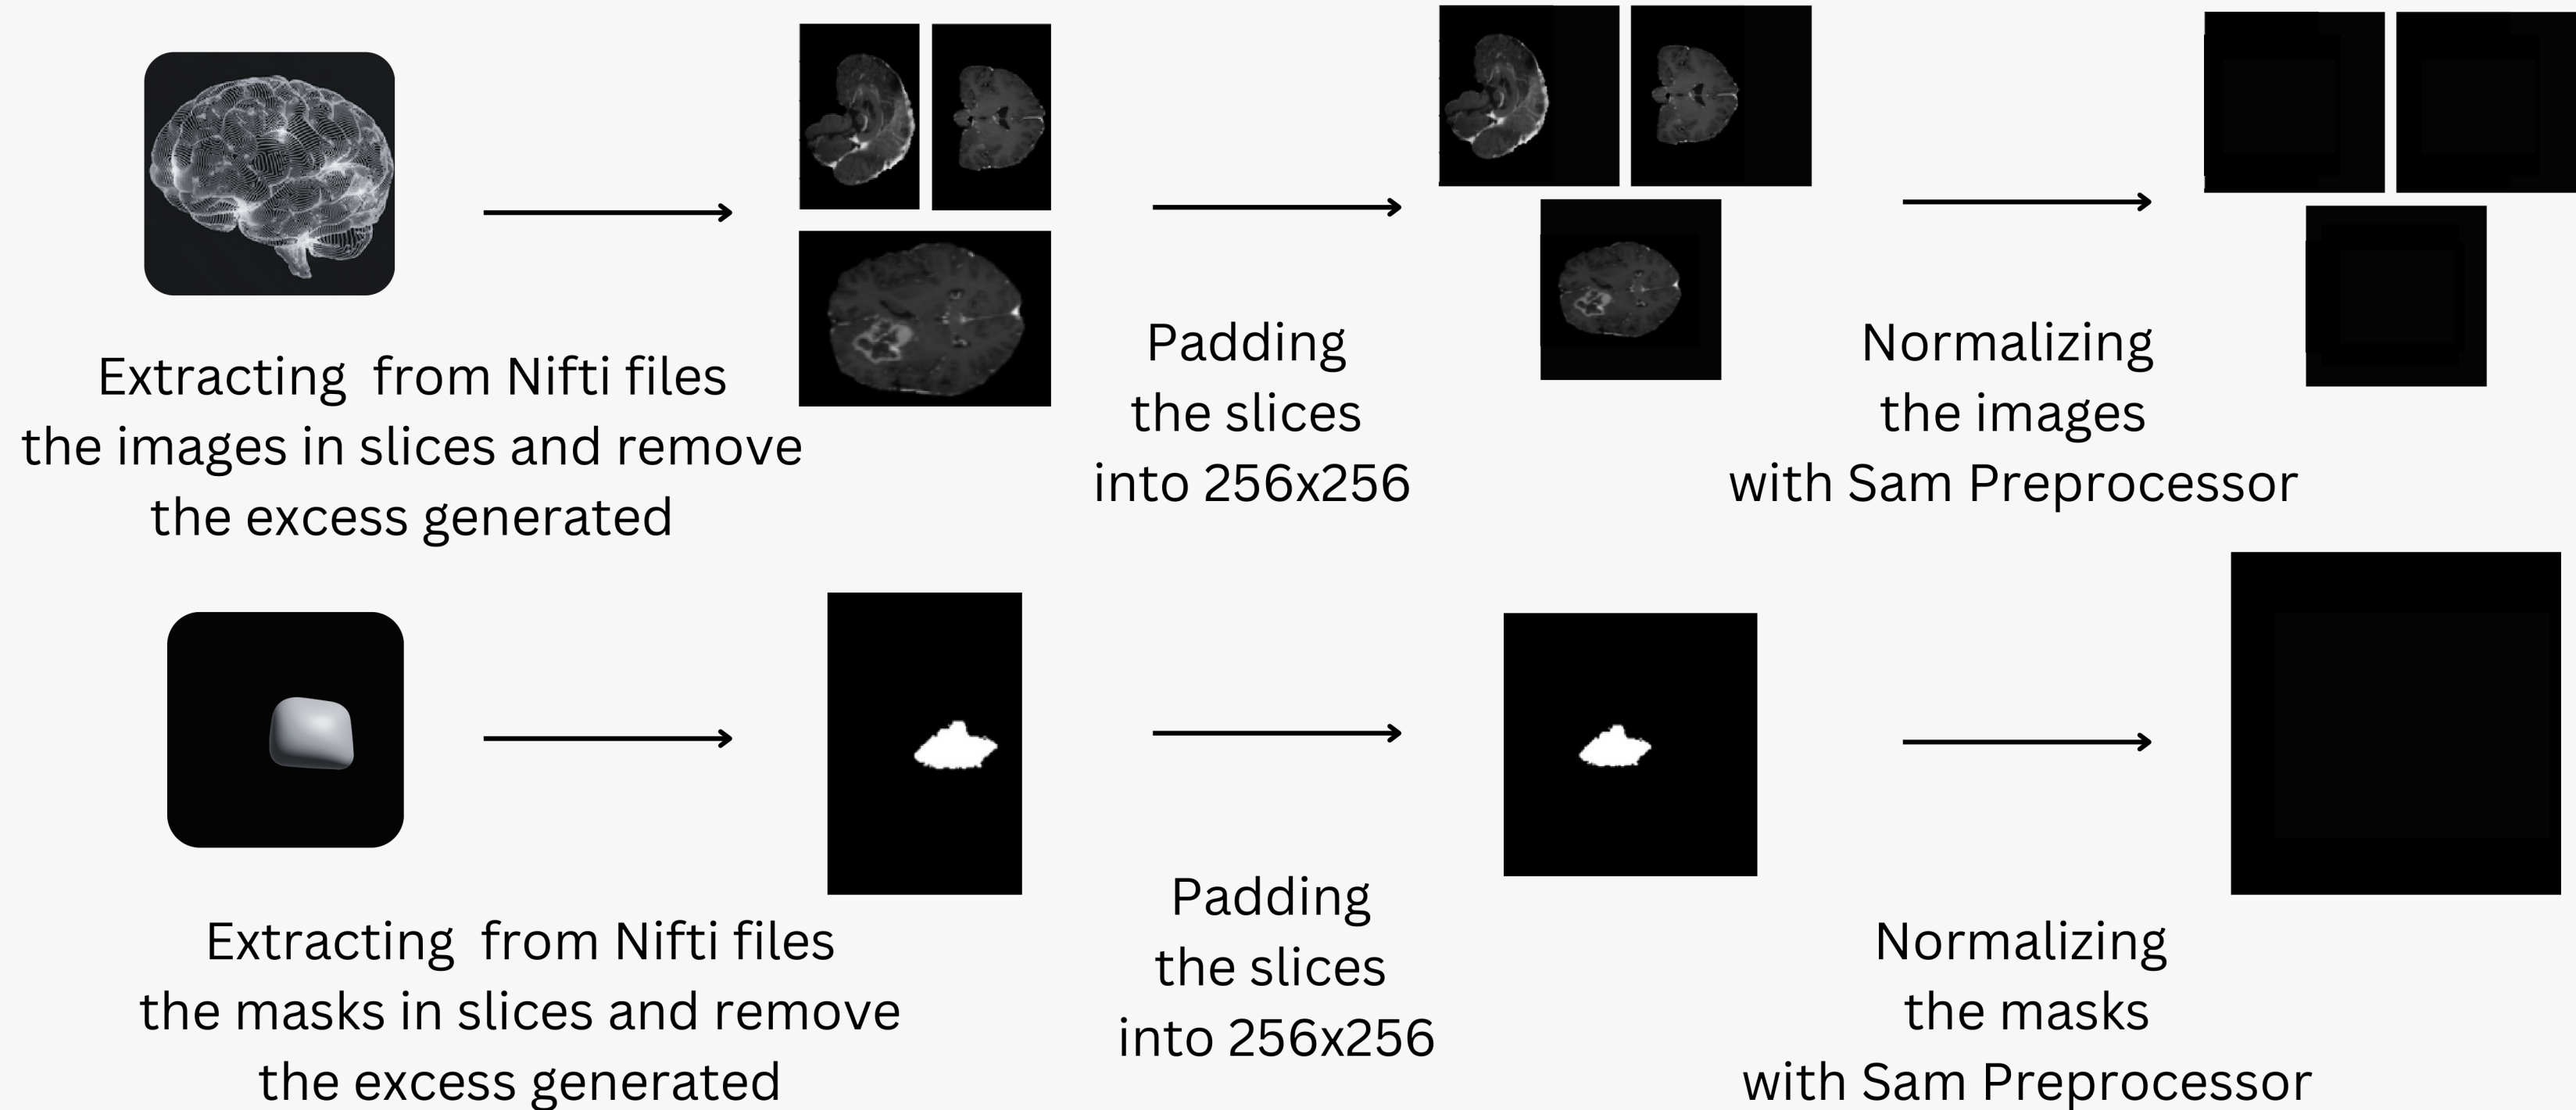 Extracting  from Nifti files
the images in slices and remove
the excess generated
Padding
the slices
into 256x256
Normalizing
the images
with Sam Preprocessor
Extracting  from Nifti files
the masks in slices and remove
the excess generated
Padding
the slices
into 256x256
Normalizing
the masks
with Sam Preprocessor